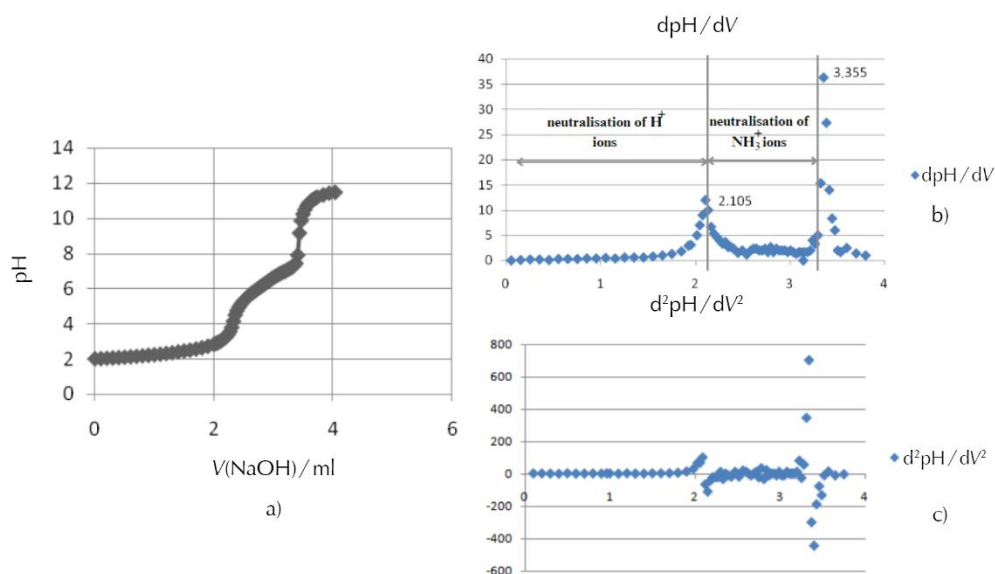 14
12
10
8
6
4
2
0
pH
0 2 4 6
V(NaOH)/ml
a)
dpH/dV
40
35
30
25
20
15
10
5
0
3,355
neutralisation of H+ ions
neutralisation of NH3+ ions
2.105
0 1 2 3 4
dpH/dV
b)
d²pH/dV²
800
600
400
200
0
-200
-400
-600
0 1 2 3 4
d²pH/dV²
c)